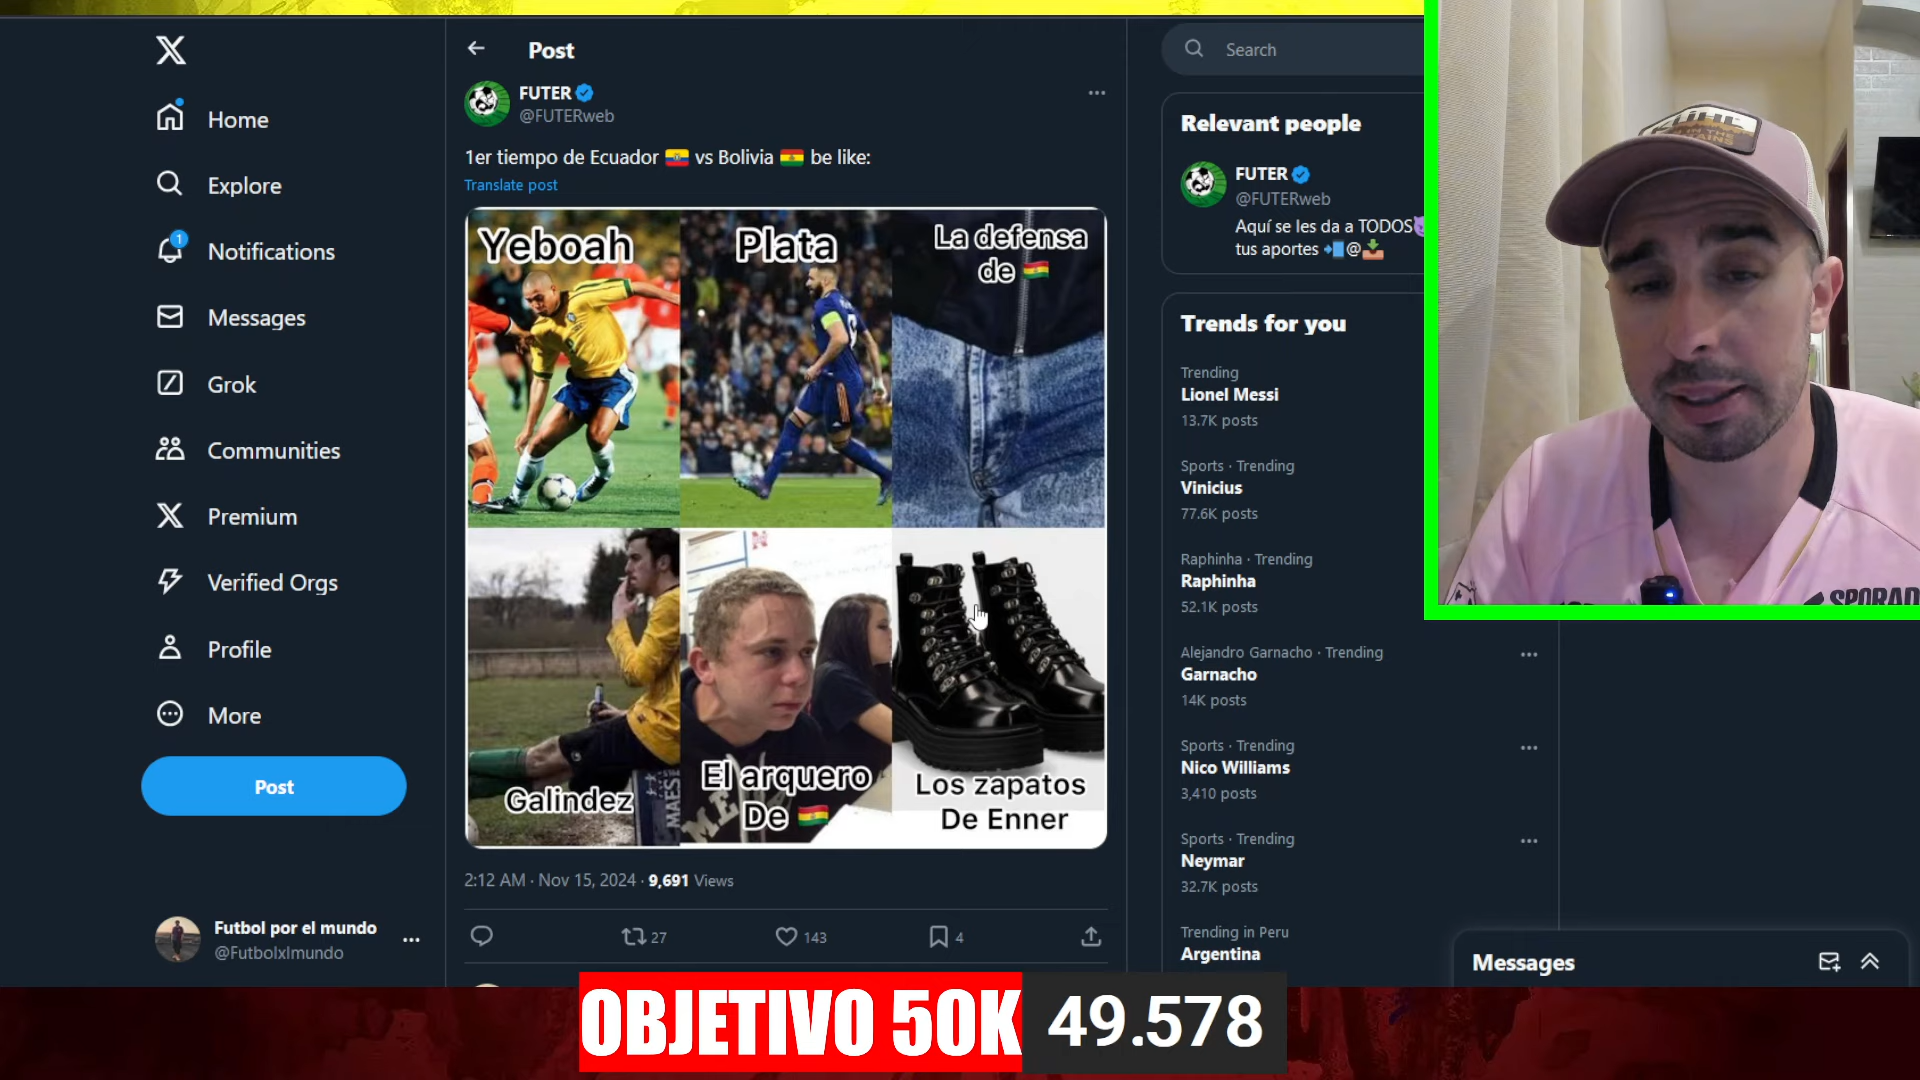 Home
Explore
1
Notifications
Messages
Grok
Communities
Premium
Verified Orgs
Profile
More
Post
Futbol por el mundo
@Futbolxlmundo
Post
FUTER
@FUTERweb
1er tiempo de Ecuador 🇪🇨 vs Bolivia 🇧🇴 be like:
Translate post
Yeboah
Plata
La defensa
de 🇧🇴
Galindez
El arquero
De 🇧🇴
Los zapatos
De Enner
2:12 AM · Nov 15, 2024 · 9,691 Views
27
143
4
Search
Relevant people
FUTER
@FUTERweb
Aquí se les da a TODOS😈
tus aportes 📲@📥
Trends for you
Trending
Lionel Messi
13.7K posts
Sports · Trending
Vinicius
77.6K posts
Raphinha · Trending
Raphinha
52.1K posts
Alejandro Garnacho · Trending
Garnacho
14K posts
Sports · Trending
Nico Williams
3,410 posts
Sports · Trending
Neymar
32.7K posts
Trending in Peru
Argentina
Messages
KÜHL
IN THE
SPORAD
OBJETIVO 50K
49.578